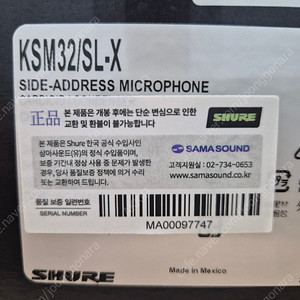 KSM32/SL-X
SIDE-ADDRESS MICROPHONE
正品
본 제품은 개봉 후에는 단순 변심으로 인한
교환 및 환불이 불가능합니다
SHURE
본 제품은 Shure 한국 공식 수입사인
삼아사운드(유)의 정식 수입품이며,
보증 기간내 정상 사용 중 문제가 발생한
경우, 당사 품질보증 정책에 의거 수리
또는 교환하여 드립니다.
SAMASOUND
고객지원실: 02-734-0653
www.samasound.co.kr
품질 보증 일련번호
SERIAL NUMBER
MA00097747
SHURE
Made in Mexico